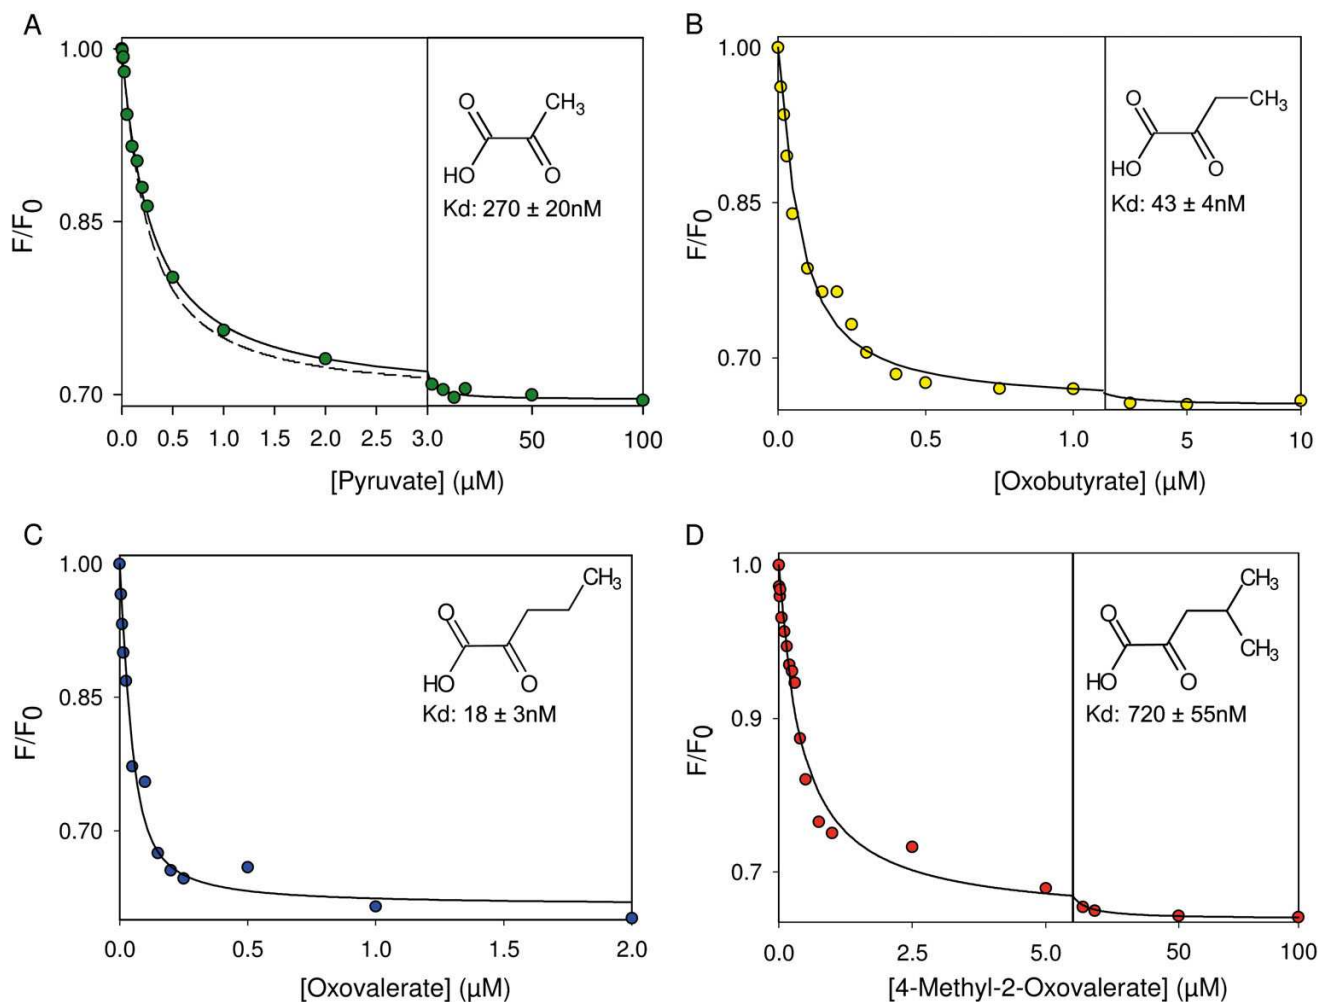 A
1.00
0.85
0.70
F/F0
O
CH3
HO
O
Kd: 270 ± 20nM
0.0 0.5 1.0 1.5 2.0 2.5 3.0 50 100
[Pyruvate] (µM)
B
1.00
0.85
0.70
F/F0
O
CH3
HO
O
Kd: 43 ± 4nM
0.0 0.5 1.0 5 10
[Oxobutyrate] (µM)
C
1.00
0.85
0.70
F/F0
CH3
O
HO
O
Kd: 18 ± 3nM
0.0 0.5 1.0 1.5 2.0
[Oxovalerate] (µM)
D
1.0
0.9
0.7
F/F0
CH3
O
CH3
HO
O
Kd: 720 ± 55nM
0.0 2.5 5.0 50 100
[4-Methyl-2-Oxovalerate] (µM)